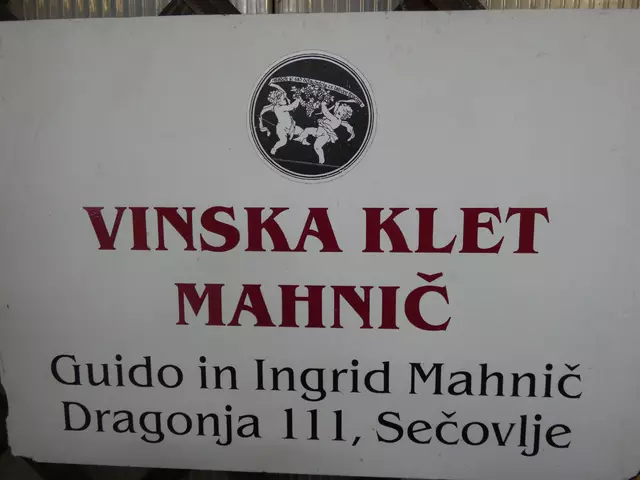 VINSKA KLET
MAHNIČ
Guido in Ingrid Mahnič
Dragonja 111, Sečovlje